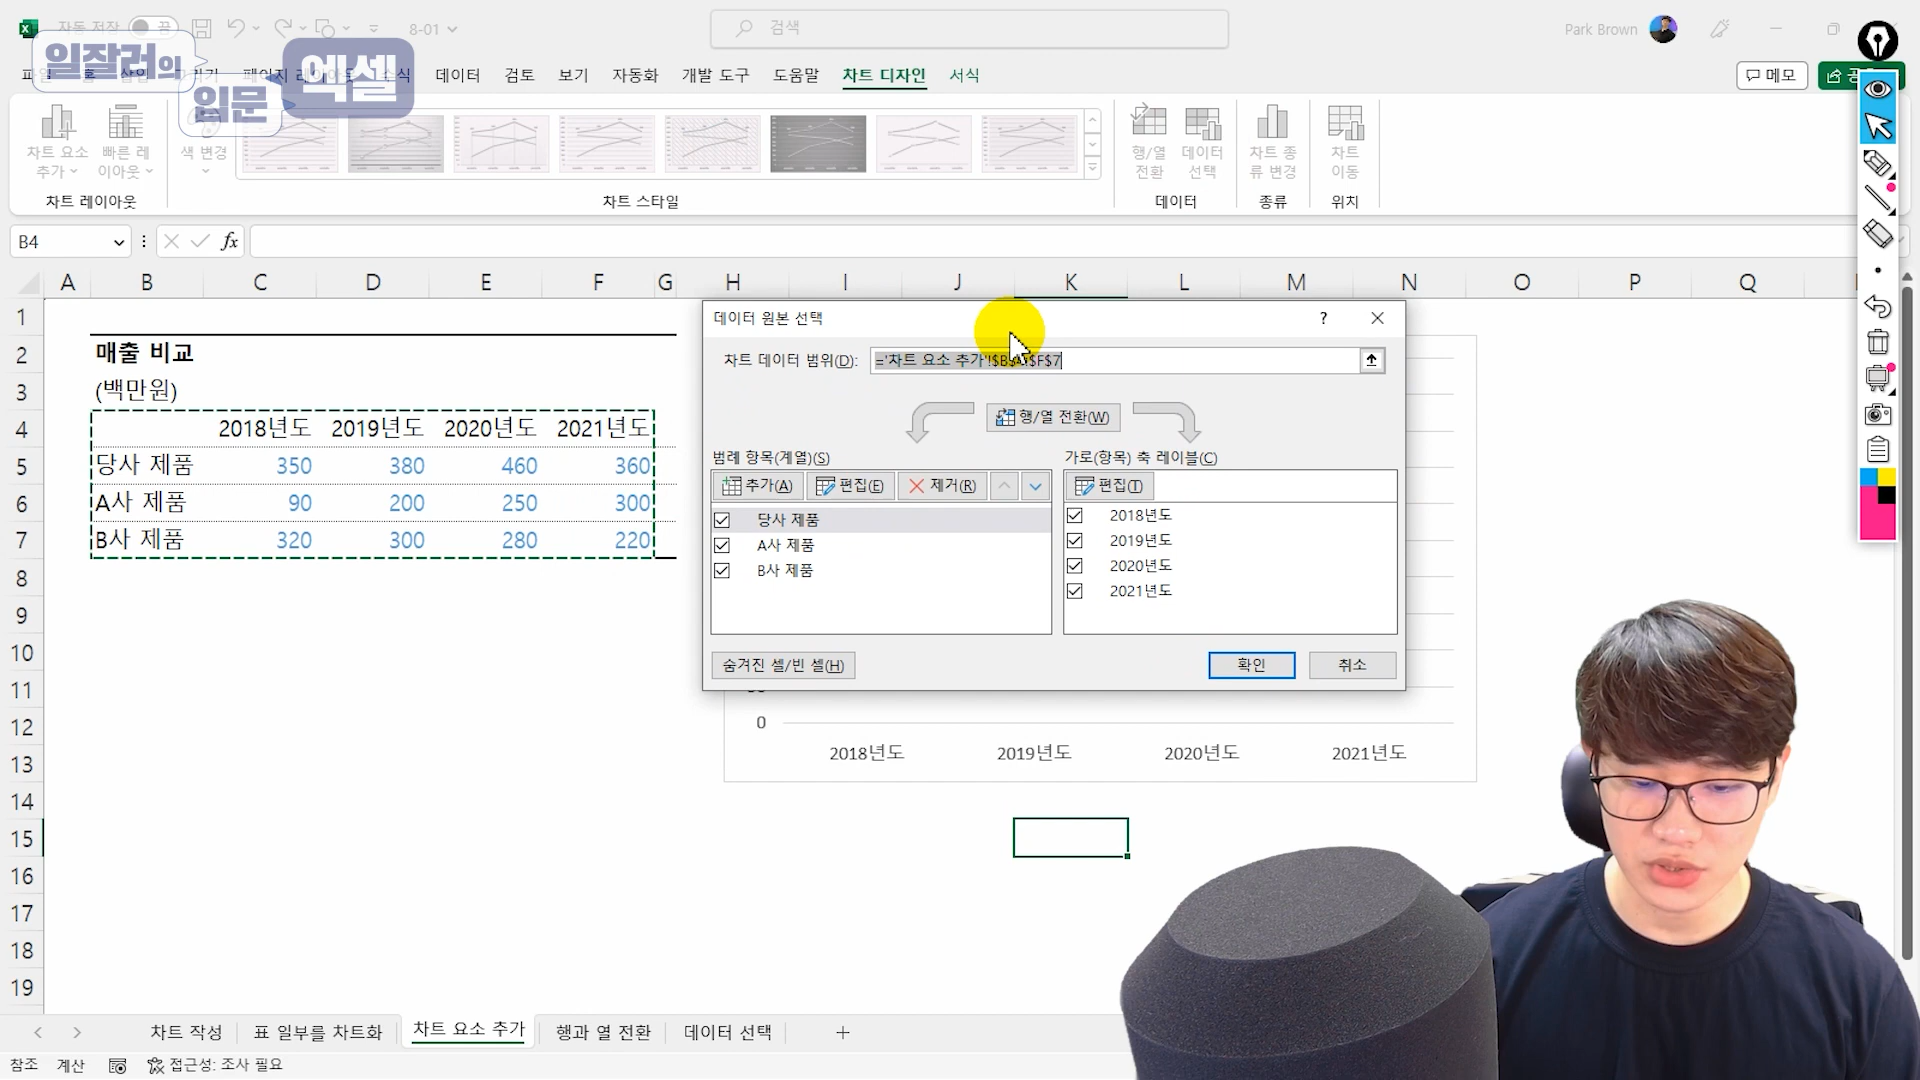 자동 저장 끔
8-01
검색
Park Brown
일잘러의
입문
엑셀
데이터 검토 보기 자동화 개발 도구 도움말 차트 디자인 서식
메모
차트 요소
추가
빠른 레
이아웃
색 변경
행/열
전환
데이터
선택
차트 종
류 변경
차트
이동
차트 레이아웃
차트 스타일
데이터
종류
위치
B4
fx
A B C D E F G H I J K L M N O P Q
1
2 매출 비교
3 (백만원)
4 2018년도 2019년도 2020년도 2021년도
5 당사 제품 350 380 460 360
6 A사 제품 90 200 250 300
7 B사 제품 320 300 280 220
8
9
10
11
12
13
14
15
16
17
18
19
데이터 원본 선택
?
차트 데이터 범위(D):
='차트 요소 추가'!$B$4:$F$7
행/열 전환(W)
범례 항목(계열)(S)
추가(A) 편집(E) 제거(R)
당사 제품
A사 제품
B사 제품
가로(항목) 축 레이블(C)
편집(T)
2018년도
2019년도
2020년도
2021년도
숨겨진 셀/빈 셀(H)
확인
취소
0
2018년도 2019년도 2020년도 2021년도
차트 작성 표 일부를 차트화 차트 요소 추가 행과 열 전환 데이터 선택
참조 계산 접근성: 조사 필요